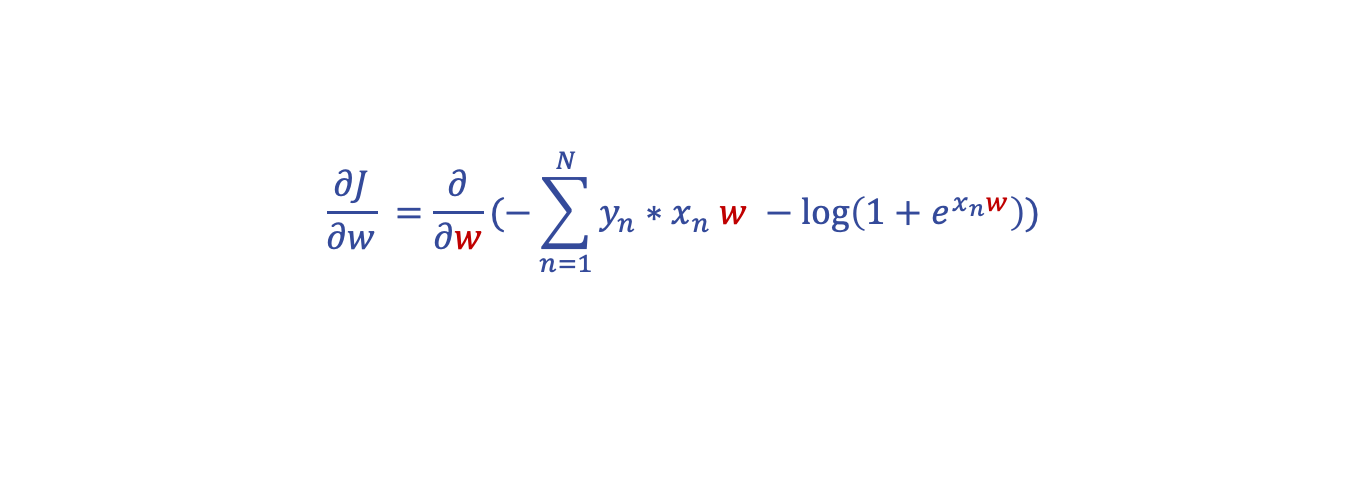 ∂J/∂w = ∂/∂w (− ∑_{n=1}^{N} y_n * x_n w − log(1 + e^{x_n w}))